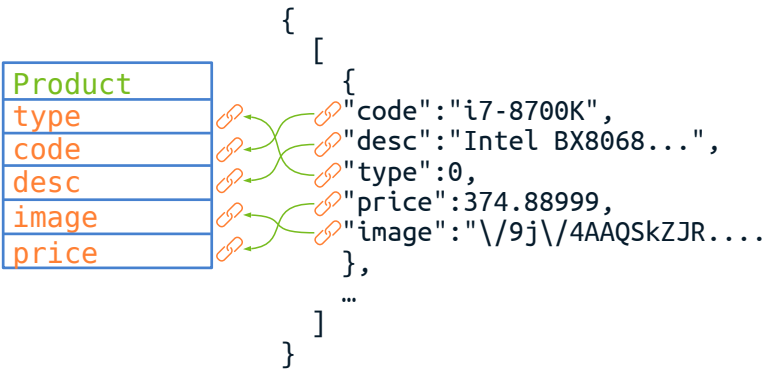 {
[
{
Product
type
code
desc
image
price
"code":"i7-8700K",
"desc":"Intel BX8068...",
"type":0,
"price":374.88999,
"image":"\/9j\/4AAQSkZJR....
},
…
]
}